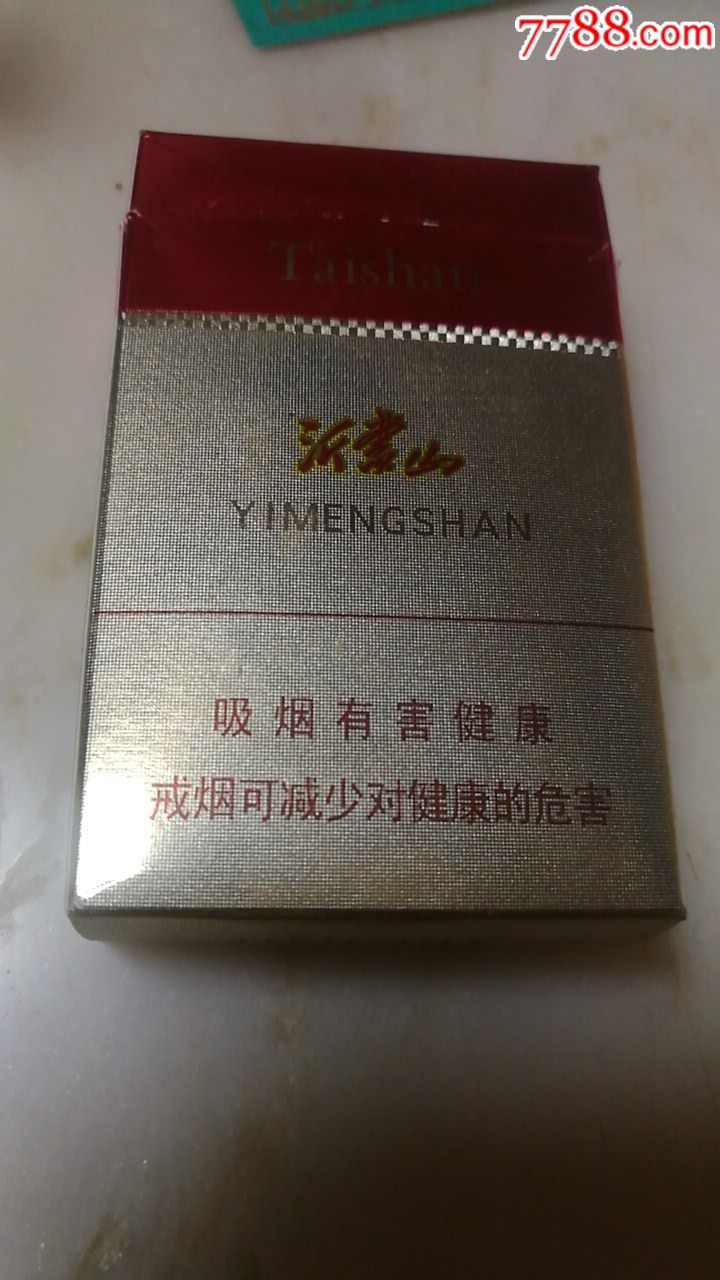 7788.com
Taishan
沂蒙山
YIMENGSHAN
吸烟有害健康
戒烟可减少对健康的危害